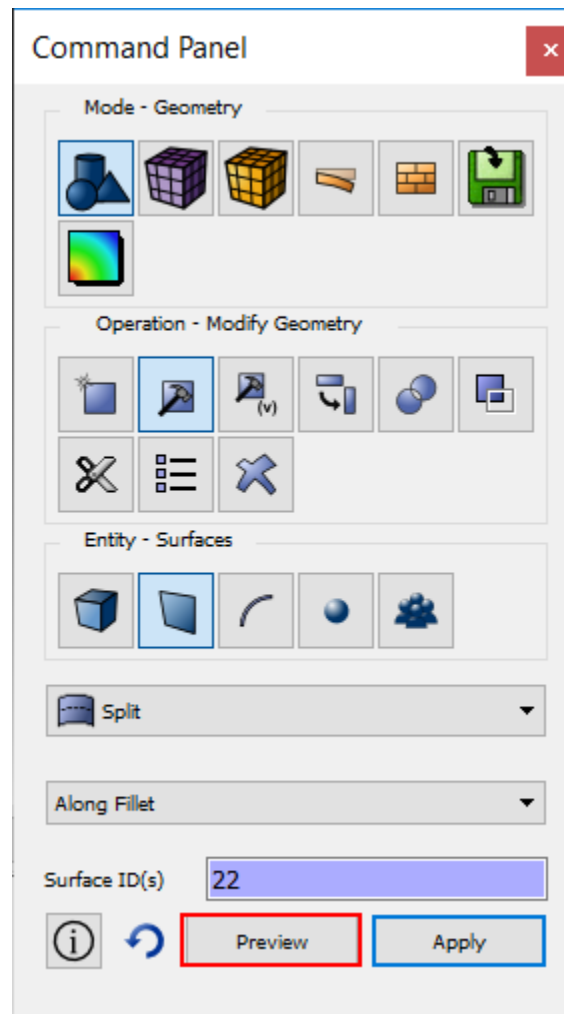 Command Panel
Mode - Geometry
Operation - Modify Geometry
(v)
Entity - Surfaces
Split
Along Fillet
Surface ID(s) 22
Preview Apply